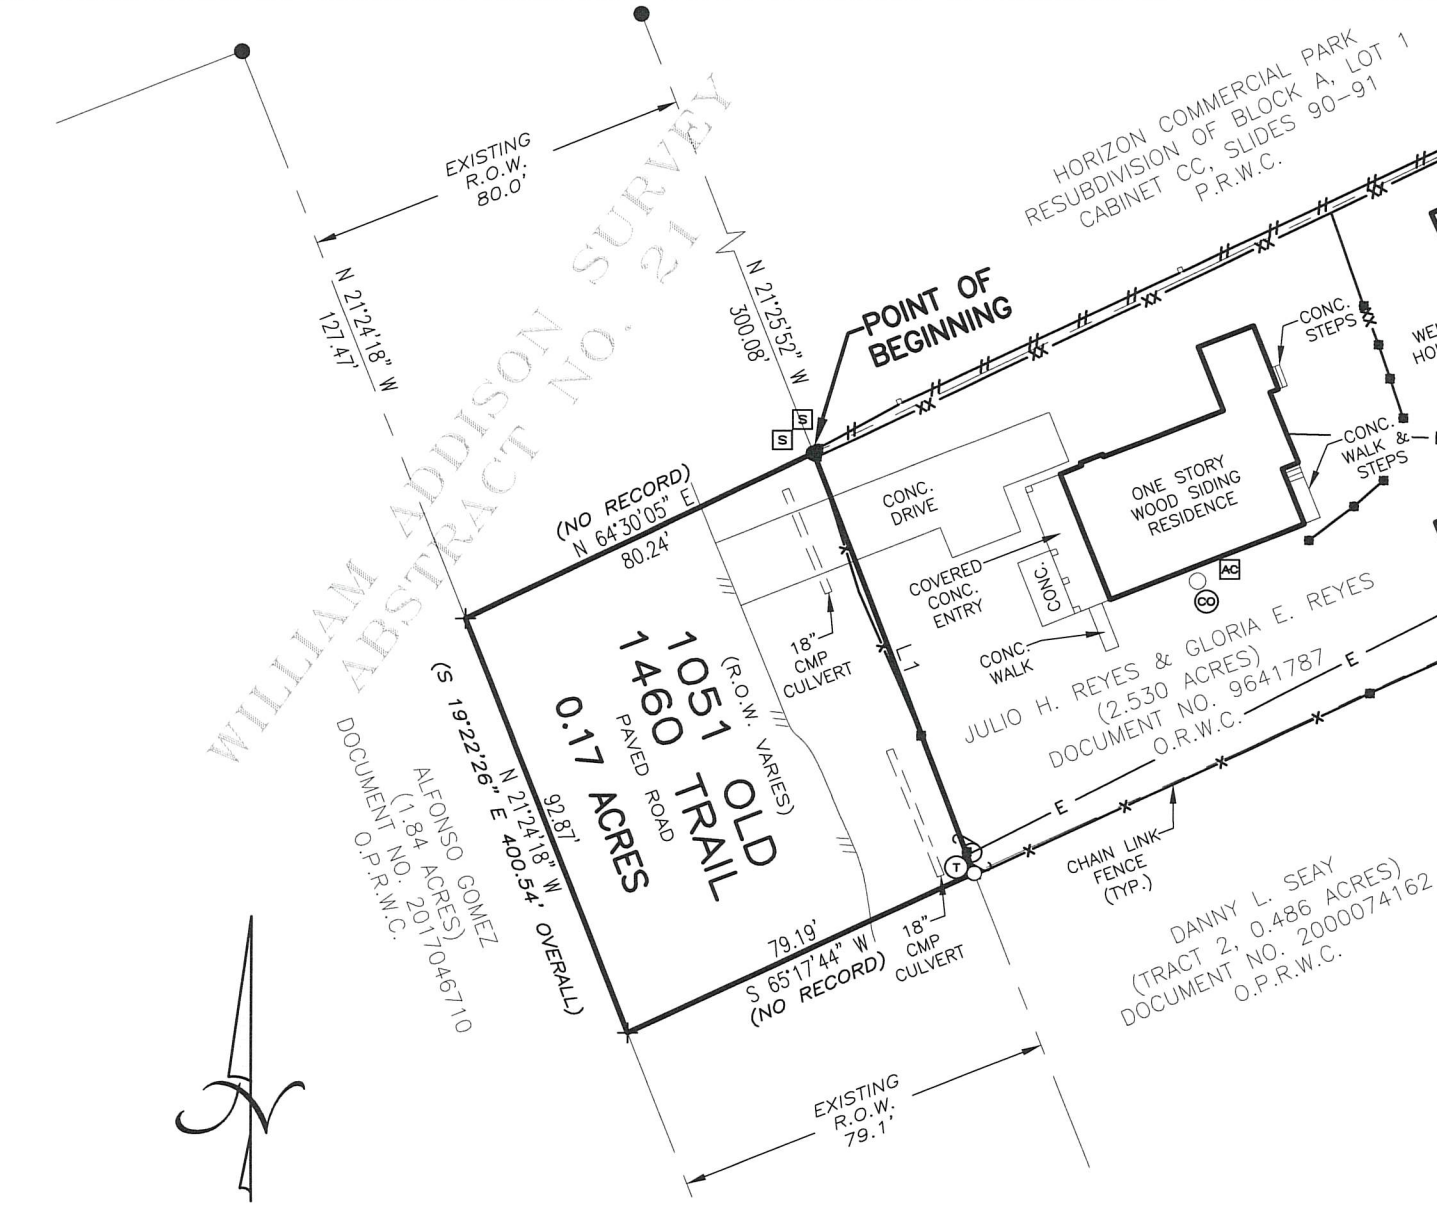 EXISTING
R.O.W.
80.0'
HORIZON COMMERCIAL PARK
RESUBDIVISION OF BLOCK A, LOT 1
CABINET CC, SLIDES 90-91
P.R.W.C.
WILLIAM ADDISON SURVEY
ABSTRACT NO. 21
N 21°24'18" W
127.47'
N 21°25'52" W
300.08'
POINT OF
BEGINNING
S
S
(NO RECORD)
N 64°30'05" E
80.24'
CONC.
DRIVE
CONC.
STEPS
CONC.
WALK &
STEPS
ONE STORY
WOOD SIDING
RESIDENCE
COVERED
CONC.
ENTRY
CONC.
AC
CO
CONC.
WALK
18"
CMP
CULVERT
L1
JULIO H. REYES & GLORIA E. REYES
(2.530 ACRES)
DOCUMENT NO. 9641787
O.R.W.C.
E
E
1051 OLD
1460 TRAIL
(R.O.W. VARIES)
PAVED ROAD
0.17 ACRES
92.87'
N 21°24'18" W
(S 19°22'26" E 400.54' OVERALL)
ALFONSO GOMEZ
(1.84 ACRES)
DOCUMENT NO. 2017046710
O.P.R.W.C.
T
CHAIN LINK
FENCE
(TYP.)
79.19'
S 65°17'44" W
(NO RECORD)
18"
CMP
CULVERT
DANNY L. SEAY
(TRACT 2, 0.486 ACRES)
DOCUMENT NO. 2000074162
O.P.R.W.C.
EXISTING
R.O.W.
79.1'